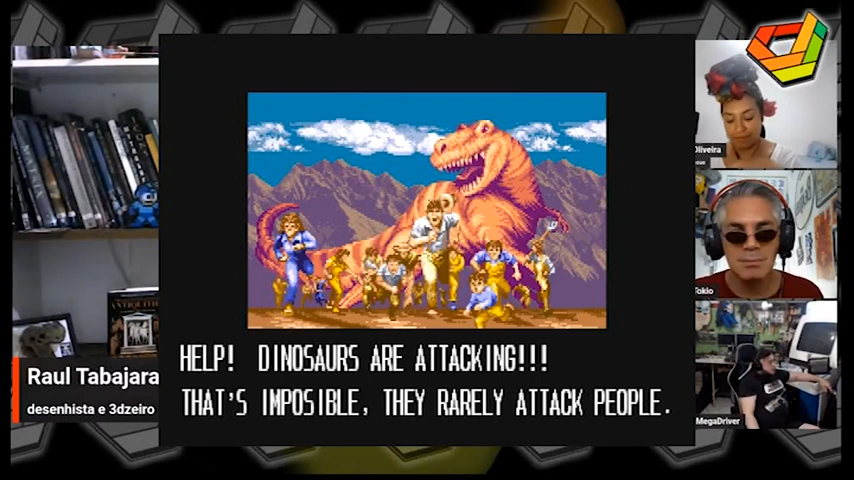 Raul Tabajara
desenhista e 3dzeiro
HELP! DINOSAURS ARE ATTACKING!!!
THAT'S IMPOSIBLE, THEY RARELY ATTACK PEOPLE.
Oliveira
Tokio
MegaDriver